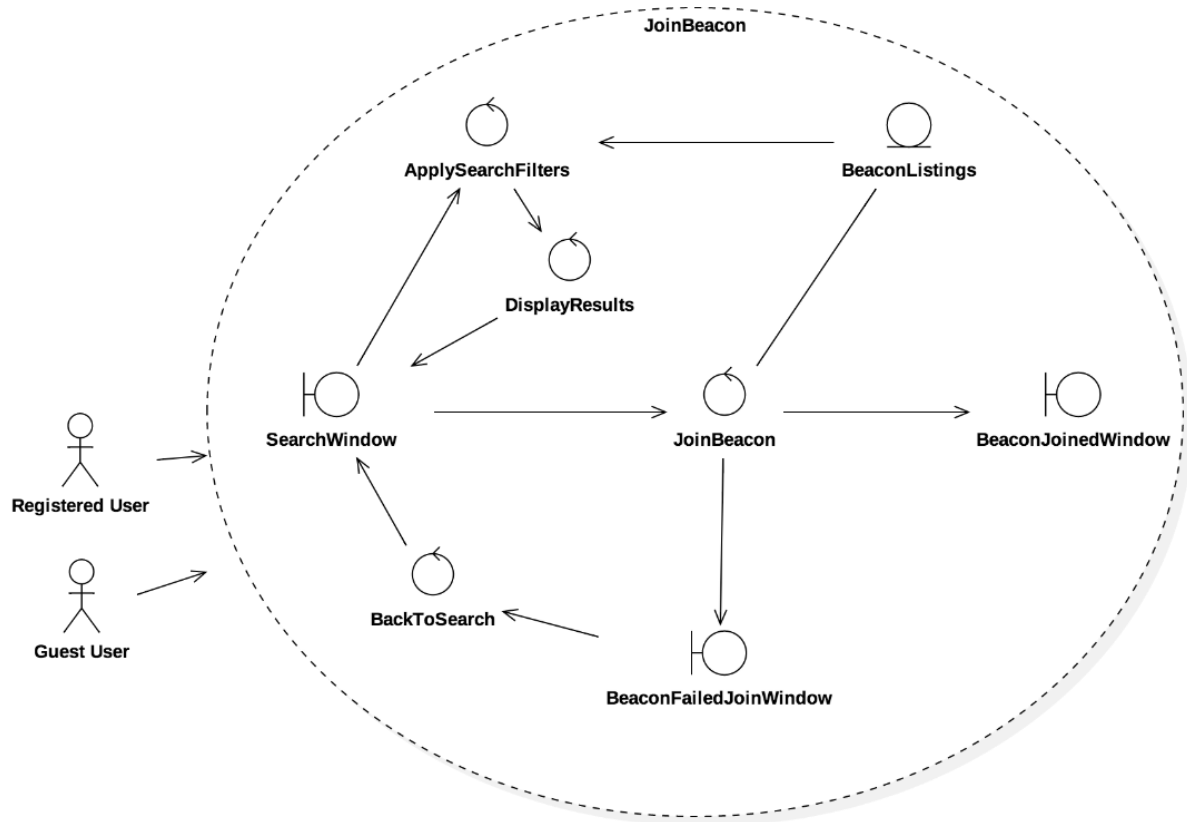 JoinBeacon
ApplySearchFilters
BeaconListings
DisplayResults
SearchWindow
JoinBeacon
BeaconJoinedWindow
Registered User
BackToSearch
Guest User
BeaconFailedJoinWindow